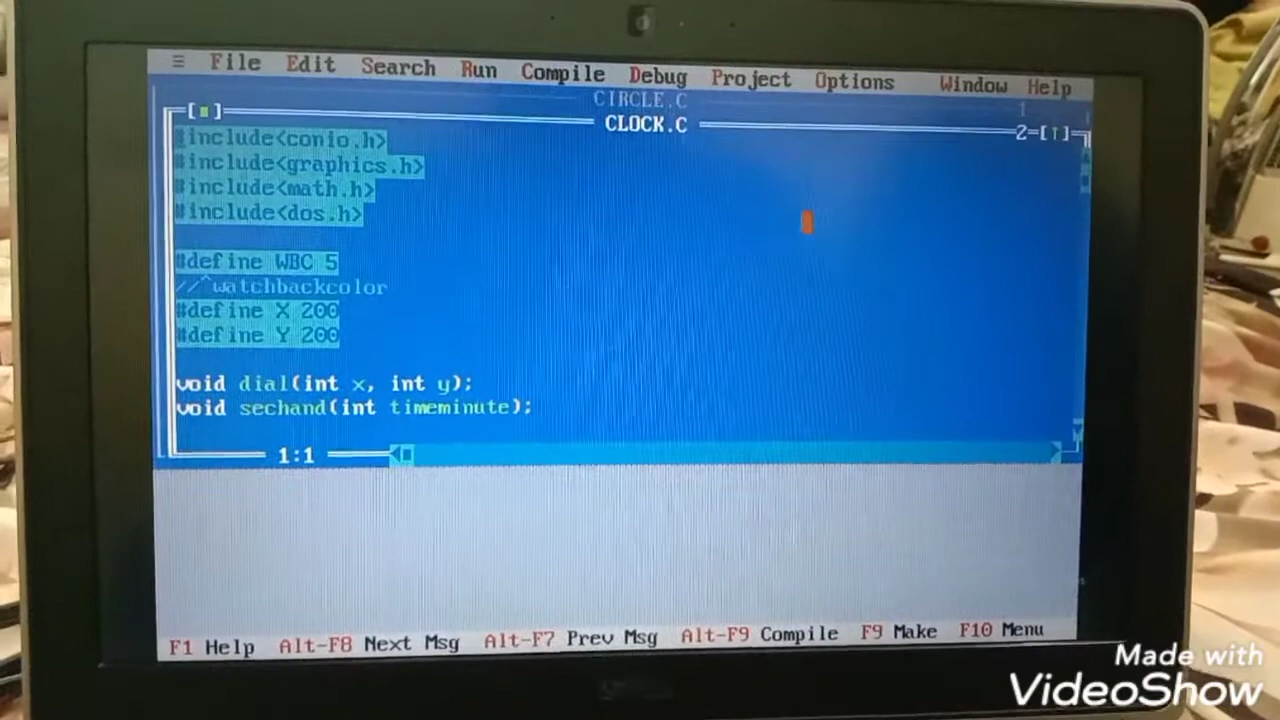 ≡ File Edit Search Run Compile Debug Project Options Window Help
CIRCLE.C 1
[■] CLOCK.C 2=[↑]
#include<conio.h>
#include<graphics.h>
#include<math.h>
#include<dos.h>
#define WBC 5
//^watchbackcolor
#define X 200
#define Y 200
void dial(int x, int y);
void sechand(int timeminute);
1:1
F1 Help Alt-F8 Next Msg Alt-F7 Prev Msg Alt-F9 Compile F9 Make F10 Menu
Made with
VideoShow